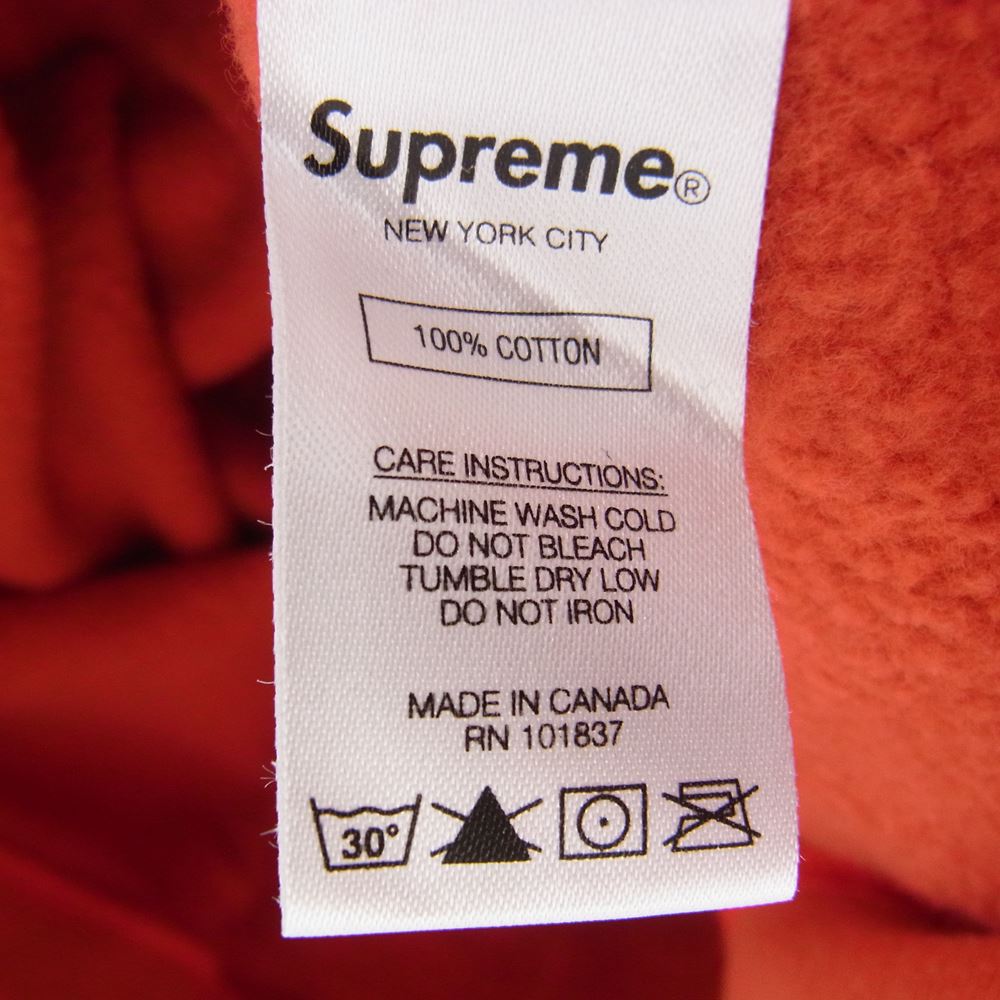 Supreme®
NEW YORK CITY
100% COTTON
CARE INSTRUCTIONS:
MACHINE WASH COLD
DO NOT BLEACH
TUMBLE DRY LOW
DO NOT IRON
MADE IN CANADA
RN 101837
30°